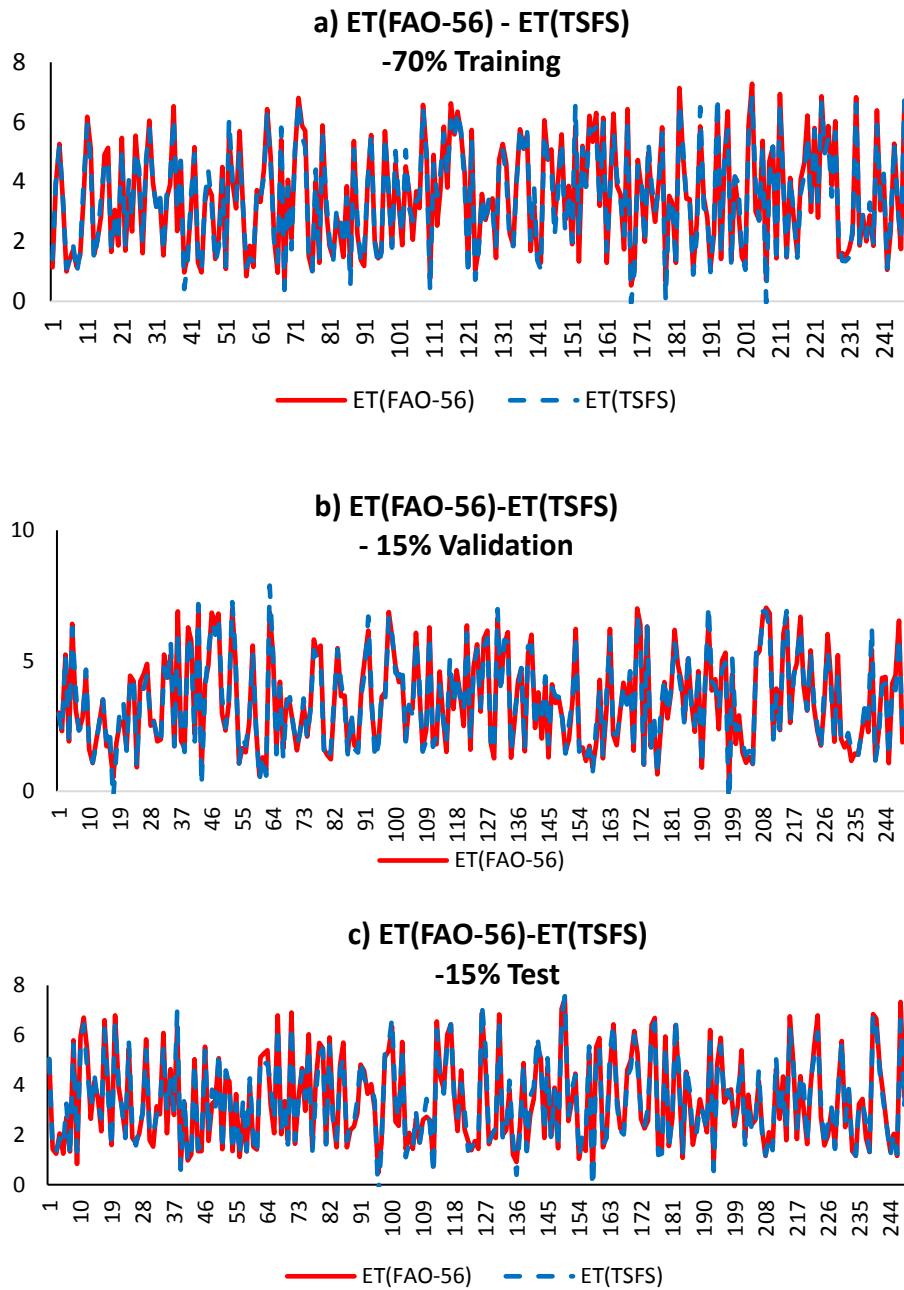 a) ET(FAO-56) - ET(TSFS)
-70% Training
8
6
4
2
0
1 11 21 31 41 51 61 71 81 91 101 111 121 131 141 151 161 171 181 191 201 211 221 231 241
ET(FAO-56) ET(TSFS)
b) ET(FAO-56)-ET(TSFS)
- 15% Validation
10
5
0
1 10 19 28 37 46 55 64 73 82 91 100 109 118 127 136 145 154 163 172 181 190 199 208 217 226 235 244
ET(FAO-56)
c) ET(FAO-56)-ET(TSFS)
-15% Test
8
6
4
2
0
1 10 19 28 37 46 55 64 73 82 91 100 109 118 127 136 145 154 163 172 181 190 199 208 217 226 235 244
ET(FAO-56) ET(TSFS)